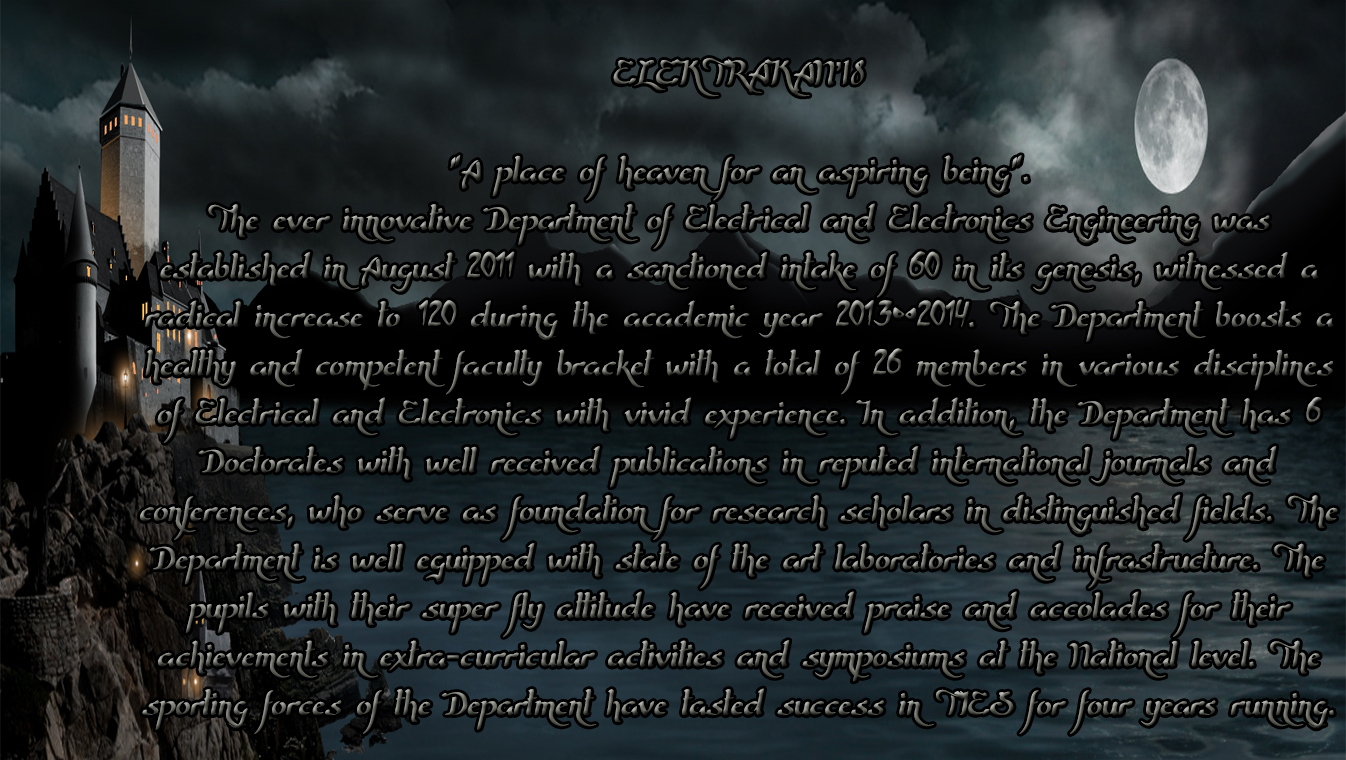 ELEKTRAKAN'18
"A place of heaven for an aspiring being".
The ever innovative Department of Electrical and Electronics Engineering was
established in August 2011 with a sanctioned intake of 60 in its genesis, witnessed a
radical increase to 120 during the academic year 2013-2014. The Department boosts a
healthy and competent faculty bracket with a total of 26 members in various disciplines
of Electrical and Electronics with vivid experience. In addition, the Department has 6
Doctorates with well received publications in reputed international journals and
conferences, who serve as foundation for research scholars in distinguished fields. The
Department is well equipped with state of the art laboratories and infrastructure. The
pupils with their super fly attitude have received praise and accolades for their
achievements in extra-curricular activities and symposiums at the National level. The
sporting forces of the Department have tasted success in for four years running.